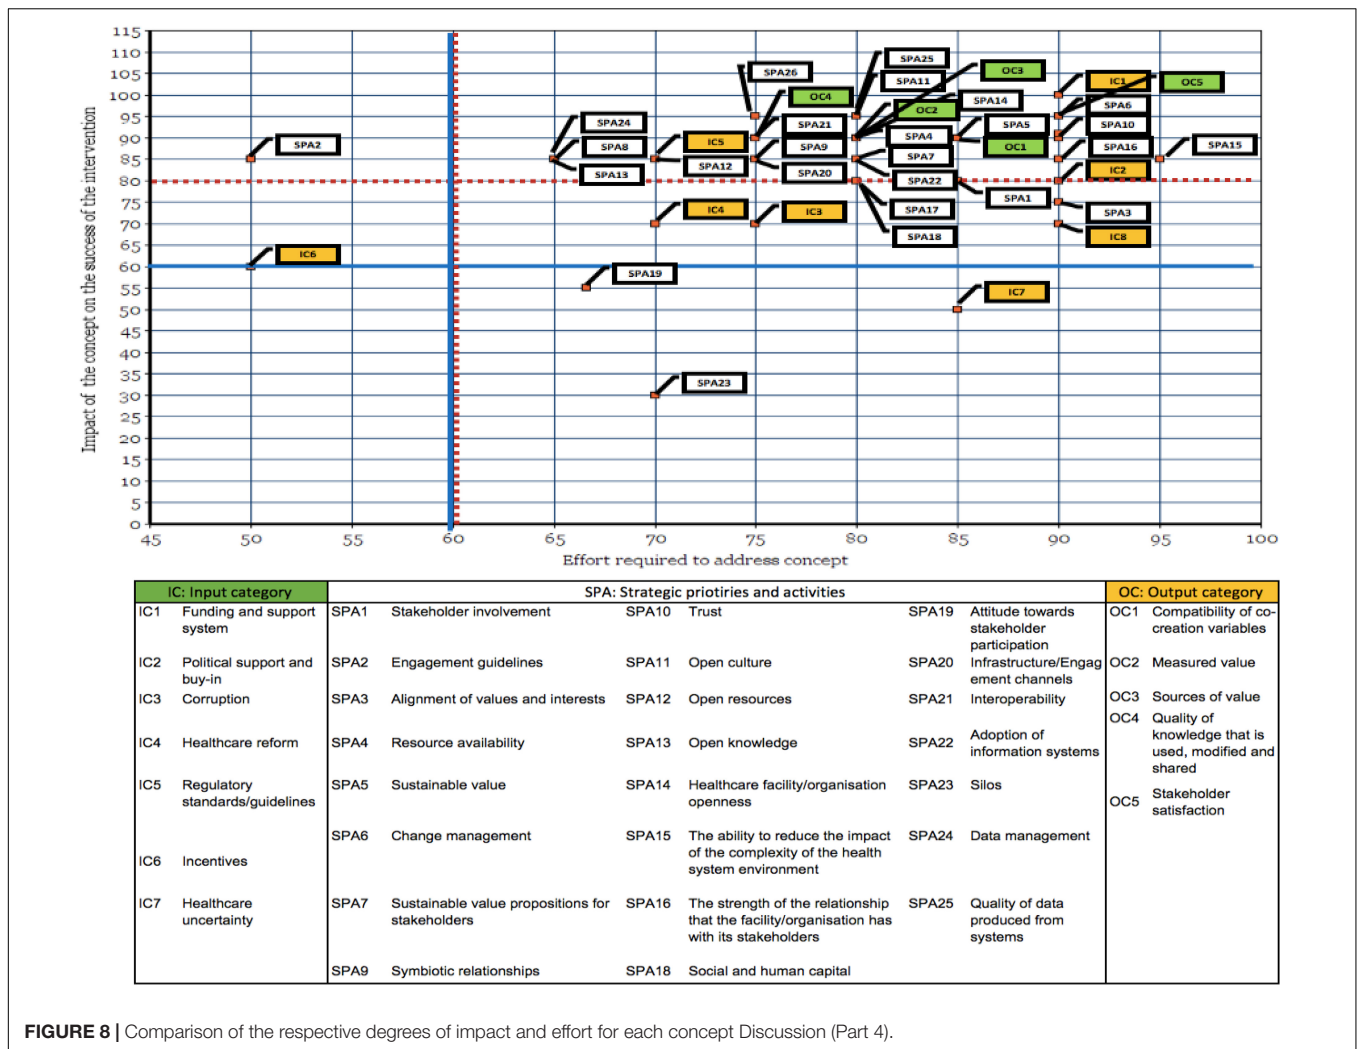 115
110
105
100
95
90
85
80
75
70
65
60
55
50
45
40
35
30
25
20
15
10
5
0
Impact of the concept on the success of the intervention
SPA2
IC6
SPA24
SPA8
SPA13
SPA19
SPA23
IC5
SPA12
IC4
SPA26
OC4
SPA21
SPA9
SPA20
IC3
SPA25
SPA11
OC2
SPA4
SPA7
SPA22
SPA17
SPA18
OC3
SPA14
SPA5
OC1
SPA1
IC7
IC1
OC5
SPA6
SPA10
SPA16
IC2
SPA3
IC8
SPA15
45 50 55 60 65 70 75 80 85 90 95 100
Effort required to address concept
IC: Input category
IC1 Funding and support
system
IC2 Political support and
buy-in
IC3 Corruption
IC4 Healthcare reform
IC5 Regulatory
standards/guidelines
IC6 Incentives
IC7 Healthcare
uncertainty
SPA: Strategic priotiries and activities
SPA1 Stakeholder involvement
SPA2 Engagement guidelines
SPA3 Alignment of values and interests
SPA4 Resource availability
SPA5 Sustainable value
SPA6 Change management
SPA7 Sustainable value propositions for
stakeholders
SPA9 Symbiotic relationships
SPA10 Trust
SPA11 Open culture
SPA12 Open resources
SPA13 Open knowledge
SPA14 Healthcare facility/organisation
openness
SPA15 The ability to reduce the impact
of the complexity of the health
system environment
SPA16 The strength of the relationship
that the facility/organisation has
with its stakeholders
SPA18 Social and human capital
SPA19 Attitude towards
stakeholder
participation
SPA20 Infrastructure/Engag
ement channels
SPA21 Interoperability
SPA22 Adoption of
information systems
SPA23 Silos
SPA24 Data management
SPA25 Quality of data
produced from
systems
OC: Output category
OC1 Compatibility of co-
creation variables
OC2 Measured value
OC3 Sources of value
OC4 Quality of
knowledge that is
used, modified and
shared
OC5 Stakeholder
satisfaction
FIGURE 8 | Comparison of the respective degrees of impact and effort for each concept Discussion (Part 4).